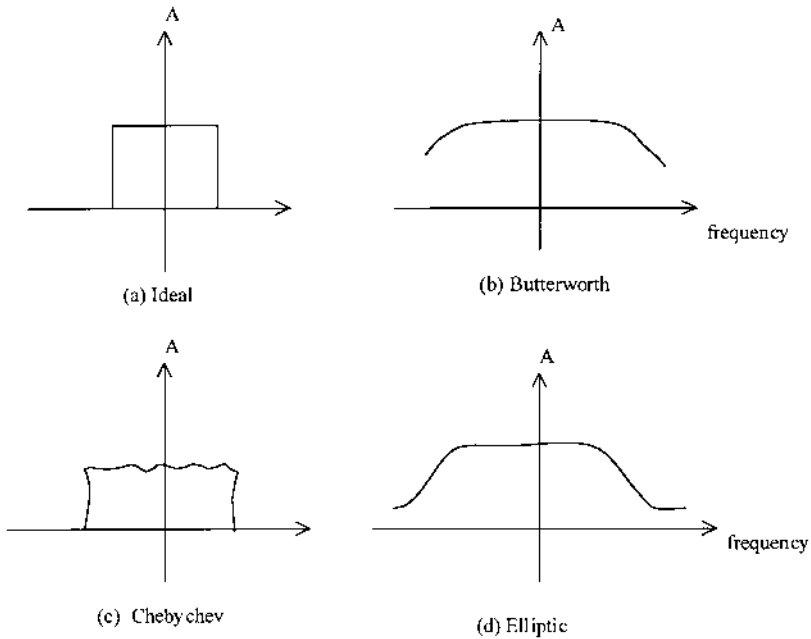 A
A
frequency
(a) Ideal
(b) Butterworth
A
A
frequency
(c) Chebychev
(d) Elliptic